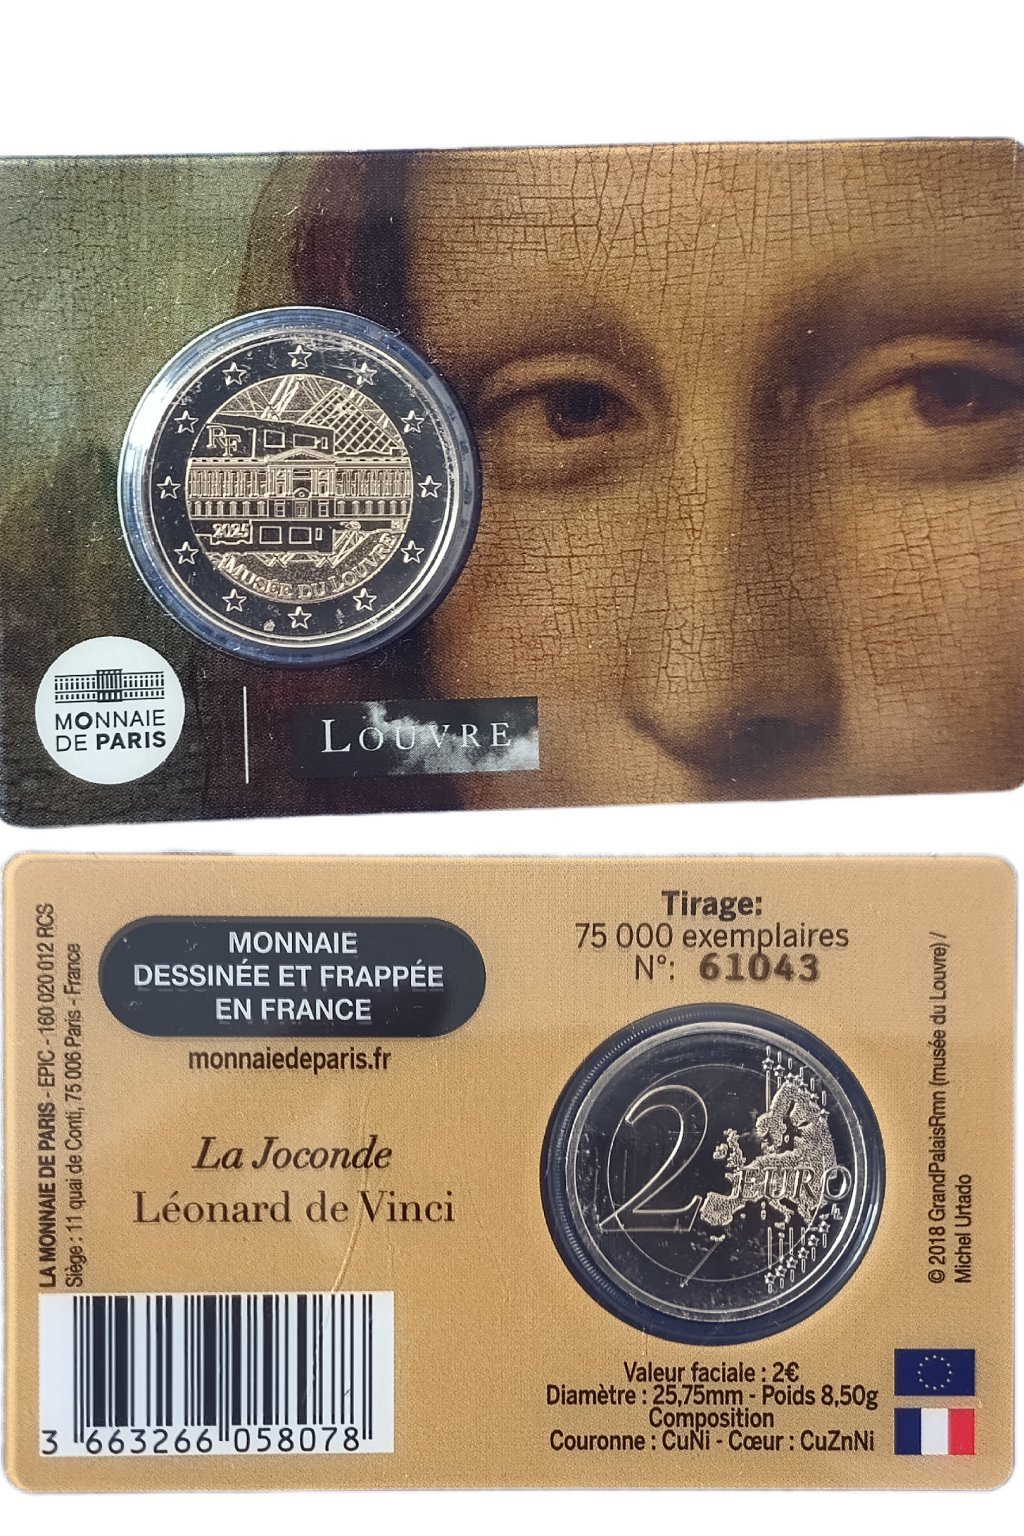 RF
2025
MUSÉE DU LOUVRE
MONNAIE
DE PARIS
LOUVRE
LA MONNAIE DE PARIS - EPIC - 160 020 012 RCS
Siège : 11 quai de Conti, 75 006 Paris - France
MONNAIE
DESSINÉE ET FRAPPÉE
EN FRANCE
monnaiedeparis.fr
La Joconde
Léonard de Vinci
3 663266 058078
Tirage:
75 000 exemplaires
N°: 61043
2 EURO
© 2018 GrandPalaisRmn (musée du Louvre) /
Michel Urtado
Valeur faciale : 2€
Diamètre : 25,75mm - Poids 8,50g
Composition
Couronne : CuNi - Cœur : CuZnNi